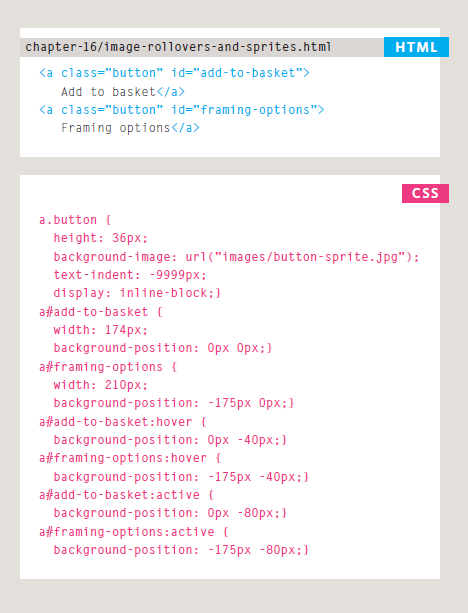 chapter-16/image-rollovers-and-sprites.html HTML
<a class="button" id="add-to-basket">
Add to basket</a>
<a class="button" id="framing-options">
Framing options</a>
CSS
a.button {
height: 36px;
background-image: url("images/button-sprite.jpg");
text-indent: -9999px;
display: inline-block;}
a#add-to-basket {
width: 174px;
background-position: 0px 0px;}
a#framing-options {
width: 210px;
background-position: -175px 0px;}
a#add-to-basket:hover {
background-position: 0px -40px;}
a#framing-options:hover {
background-position: -175px -40px;}
a#add-to-basket:active {
background-position: 0px -80px;}
a#framing-options:active {
background-position: -175px -80px;}